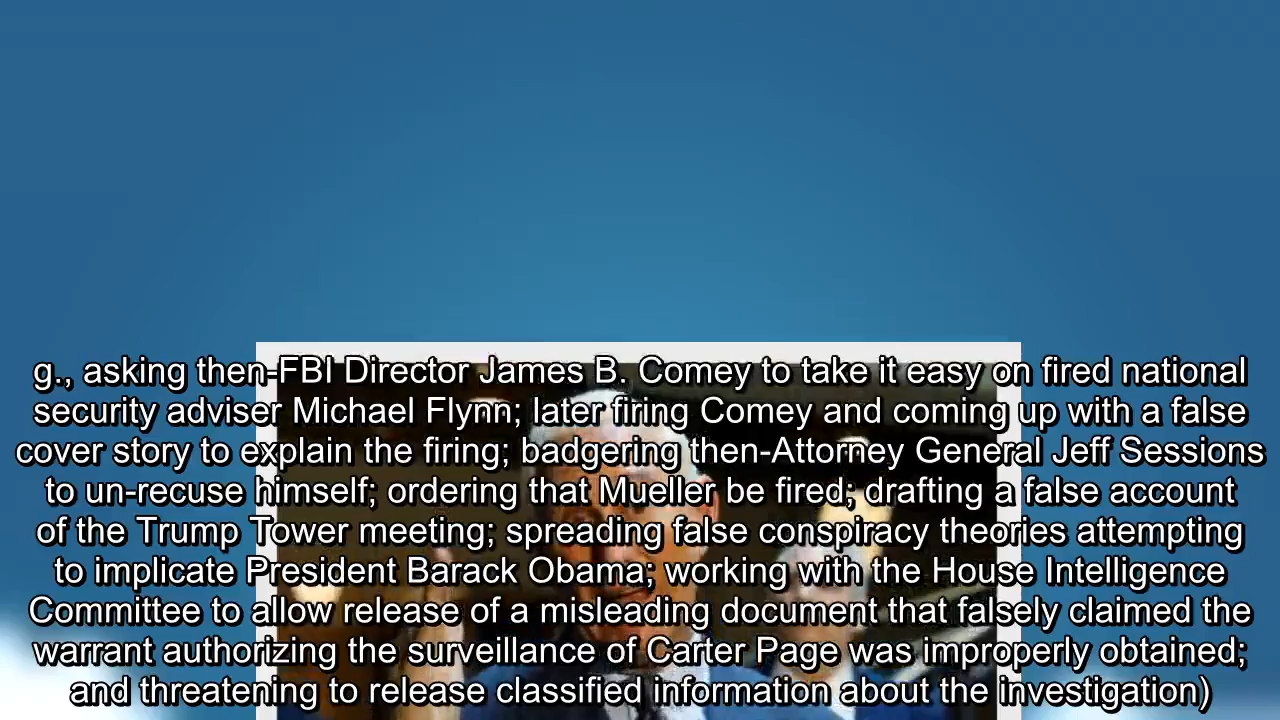 g., asking then-FBI Director James B. Comey to take it easy on fired national
security adviser Michael Flynn; later firing Comey and coming up with a false
cover story to explain the firing; badgering then-Attorney General Jeff Sessions
to un-recuse himself; ordering that Mueller be fired; drafting a false account
of the Trump Tower meeting; spreading false conspiracy theories attempting
to implicate President Barack Obama; working with the House Intelligence
Committee to allow release of a misleading document that falsely claimed the
warrant authorizing the surveillance of Carter Page was improperly obtained;
and threatening to release classified information about the investigation)